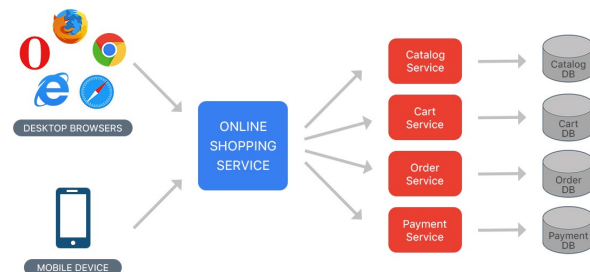 DESKTOP BROWSERS
MOBILE DEVICE
ONLINE
SHOPPING
SERVICE
Catalog
Service
Catalog
DB
Cart
Service
Cart
DB
Order
Service
Order
DB
Payment
Service
Payment
DB